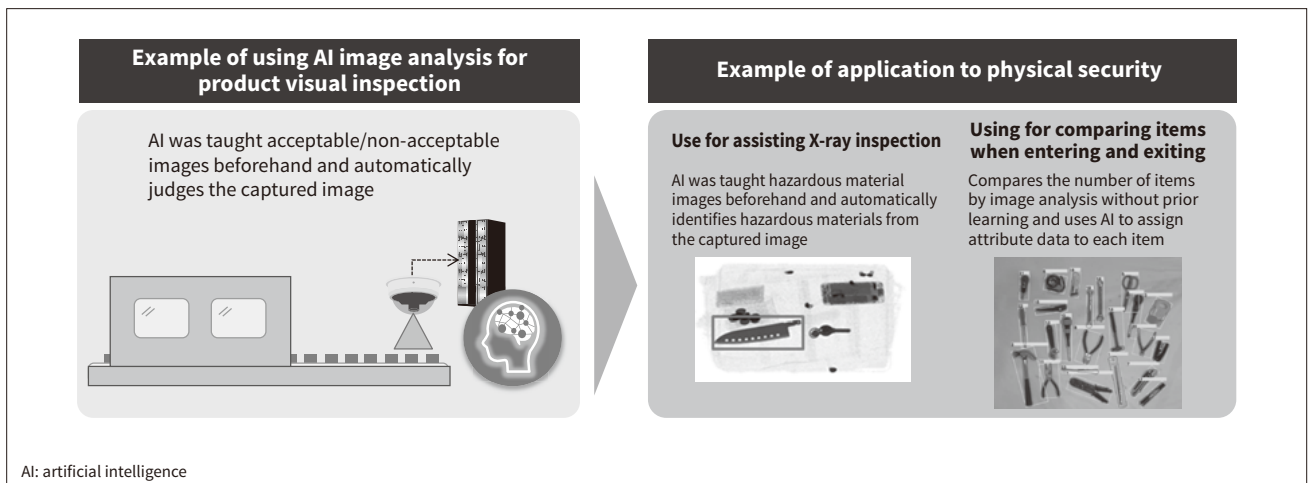 Example of using AI image analysis for
product visual inspection
AI was taught acceptable/non-acceptable
images beforehand and automatically
judges the captured image
Example of application to physical security
Use for assisting X-ray inspection
AI was taught hazardous material
images beforehand and automatically
identifies hazardous materials from
the captured image
Using for comparing items
when entering and exiting
Compares the number of items
by image analysis without prior
learning and uses AI to assign
attribute data to each item
AI: artificial intelligence